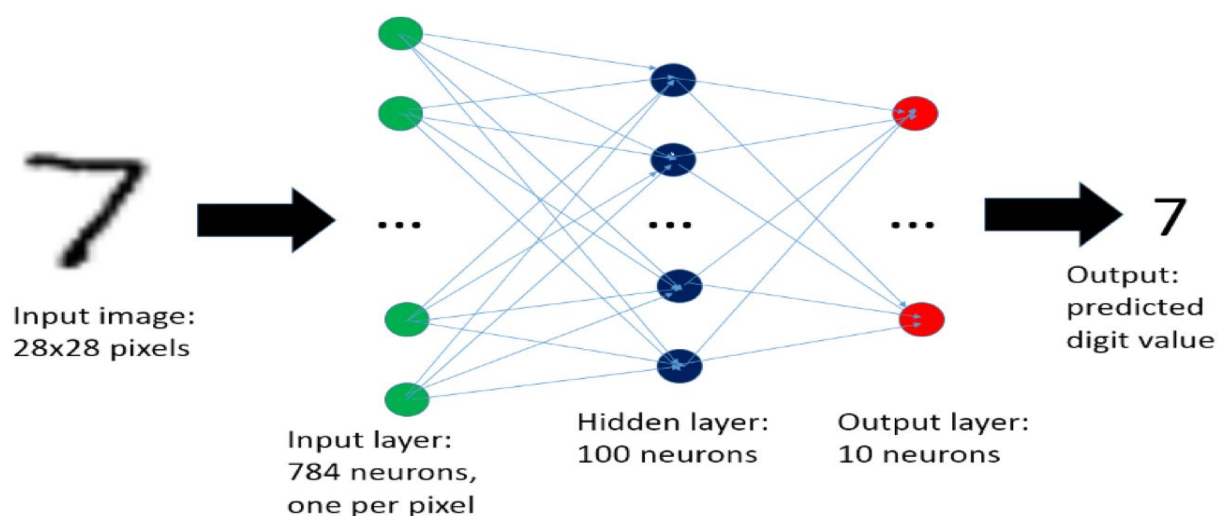 7
...
...
...
7
Input image:
28x28 pixels
Input layer:
784 neurons,
one per pixel
Hidden layer:
100 neurons
Output layer:
10 neurons
Output:
predicted
digit value